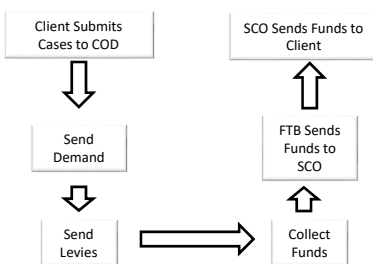 Client Submits
Cases to COD
Send
Demand
Send
Levies
Collect
Funds
FTB Sends
Funds to
SCO
SCO Sends Funds to
Client